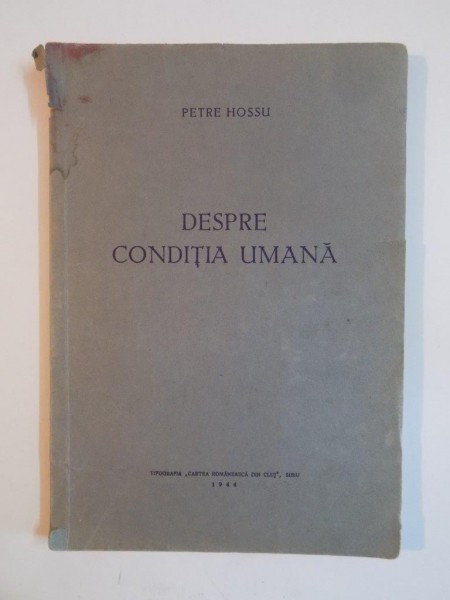 PETRE HOSSU
DESPRE
CONDIȚIA UMANĂ
TIPOGRAFIA „CARTEA ROMÂNEASCĂ DIN CLUJ”, SIBIU
1944